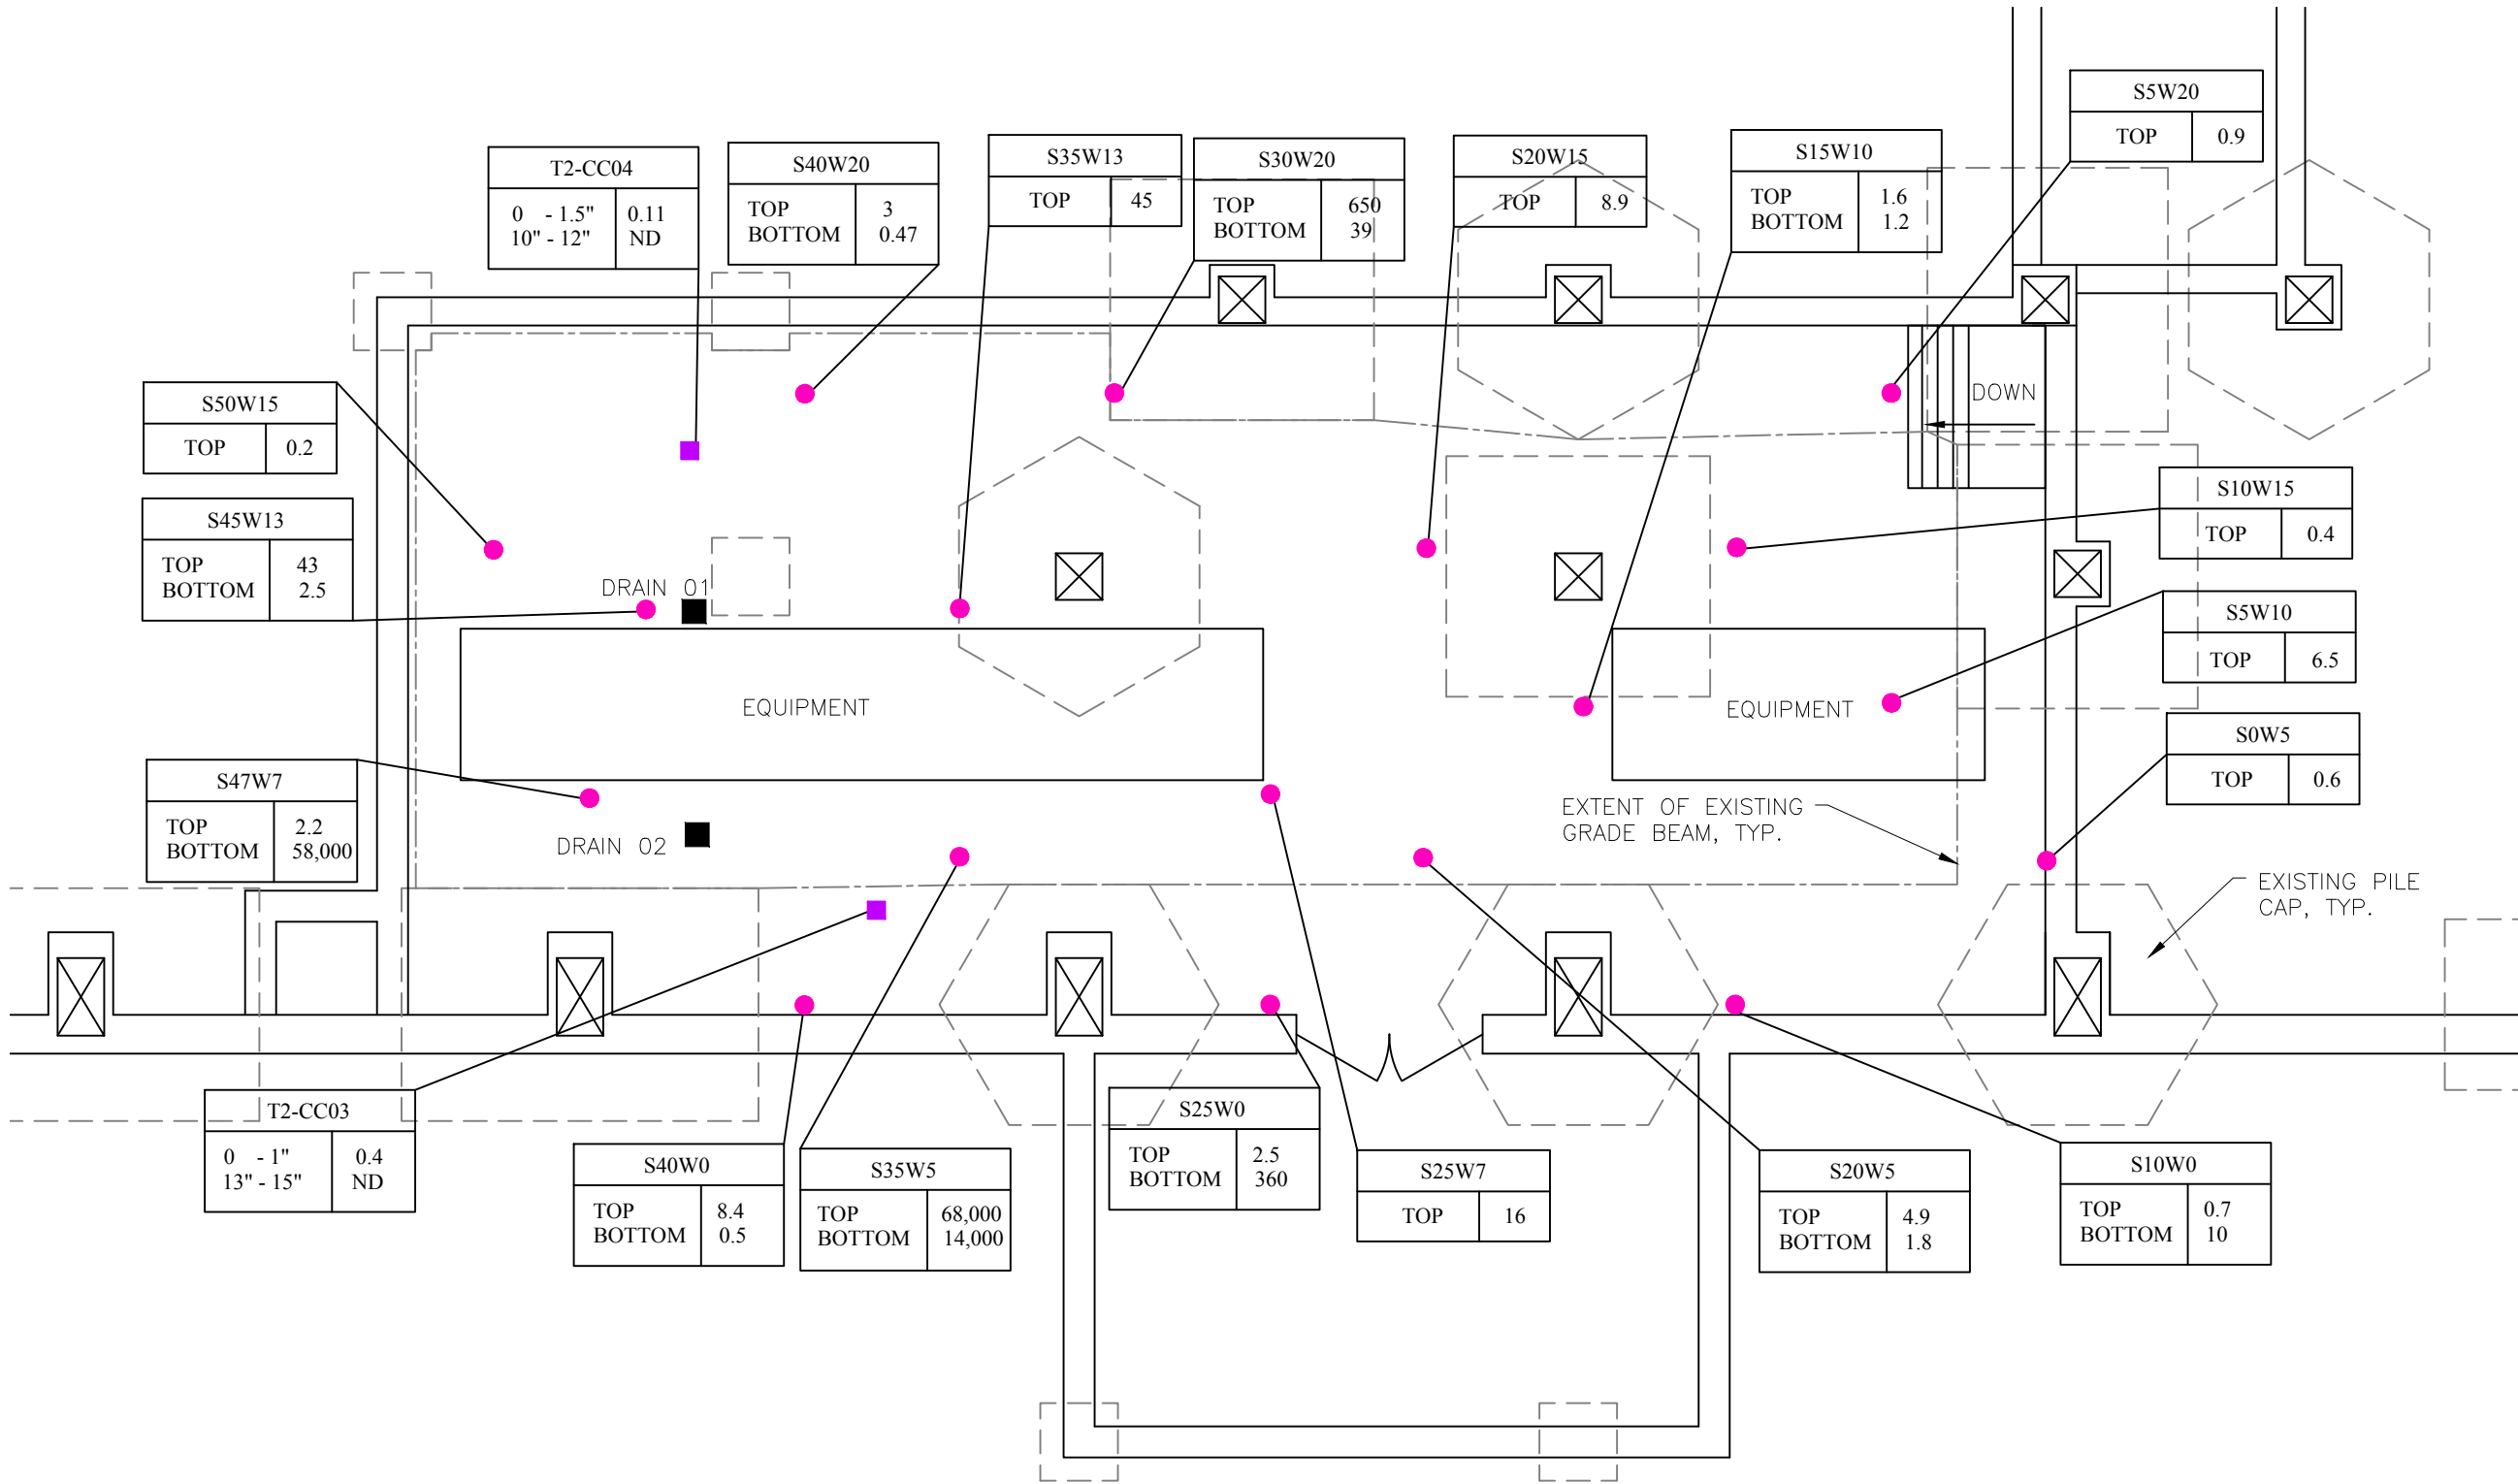 S5W20
TOP 0.9
T2-CC04
0 - 1.5" 0.11
10" - 12" ND
S40W20
TOP 3
BOTTOM 0.47
S35W13
TOP 45
S30W20
TOP 650
BOTTOM 39
S20W15
TOP 8.9
S15W10
TOP 1.6
BOTTOM 1.2
S50W15
TOP 0.2
DOWN
S45W13
TOP 43
BOTTOM 2.5
DRAIN 01
S10W15
TOP 0.4
S5W10
TOP 6.5
EQUIPMENT
EQUIPMENT
S0W5
TOP 0.6
S47W7
TOP 2.2
BOTTOM 58,000
DRAIN 02
EXTENT OF EXISTING
GRADE BEAM, TYP.
EXISTING PILE
CAP, TYP.
T2-CC03
0 - 1" 0.4
13" - 15" ND
S40W0
TOP 8.4
BOTTOM 0.5
S35W5
TOP 68,000
BOTTOM 14,000
S25W0
TOP 2.5
BOTTOM 360
S25W7
TOP 16
S20W5
TOP 4.9
BOTTOM 1.8
S10W0
TOP 0.7
BOTTOM 10